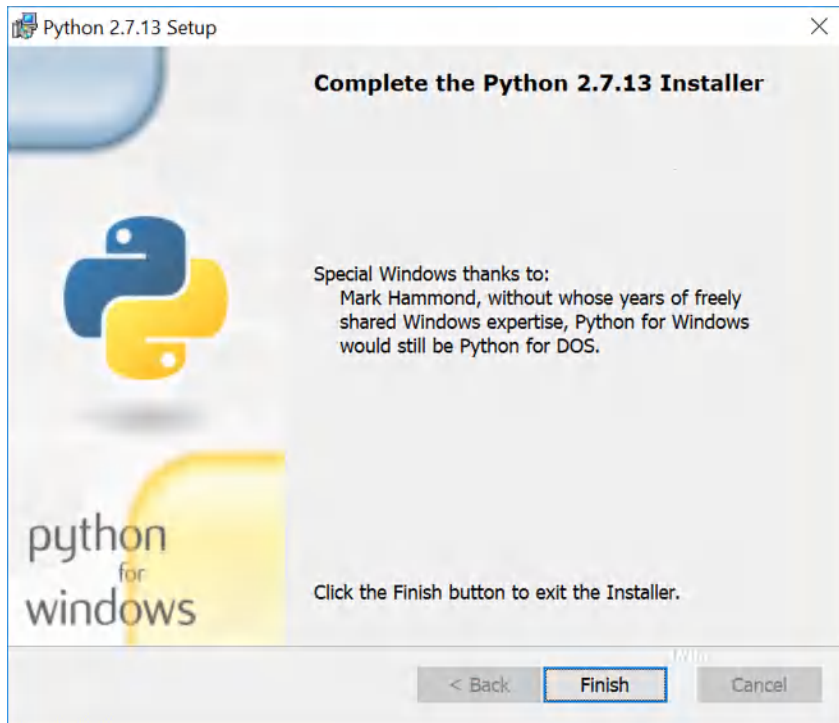 Python 2.7.13 Setup
Complete the Python 2.7.13 Installer
Special Windows thanks to:
Mark Hammond, without whose years of freely
shared Windows expertise, Python for Windows
would still be Python for DOS.
python
for
windows
Click the Finish button to exit the Installer.
< Back
Finish
Cancel